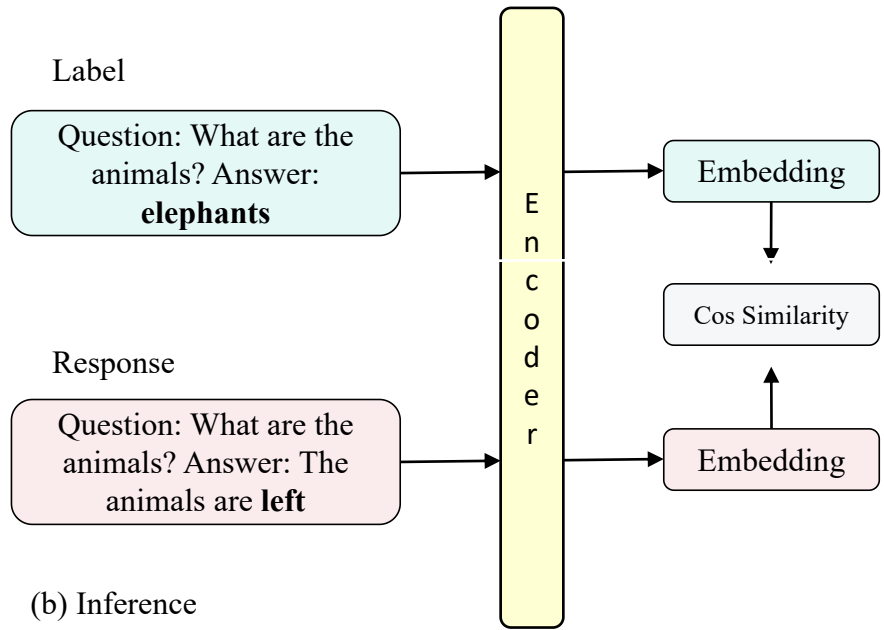 Label
Question: What are the
animals? Answer:
elephants
Encoder
Embedding
Cos Similarity
Response
Question: What are the
animals? Answer: The
animals are left
Embedding
(b) Inference